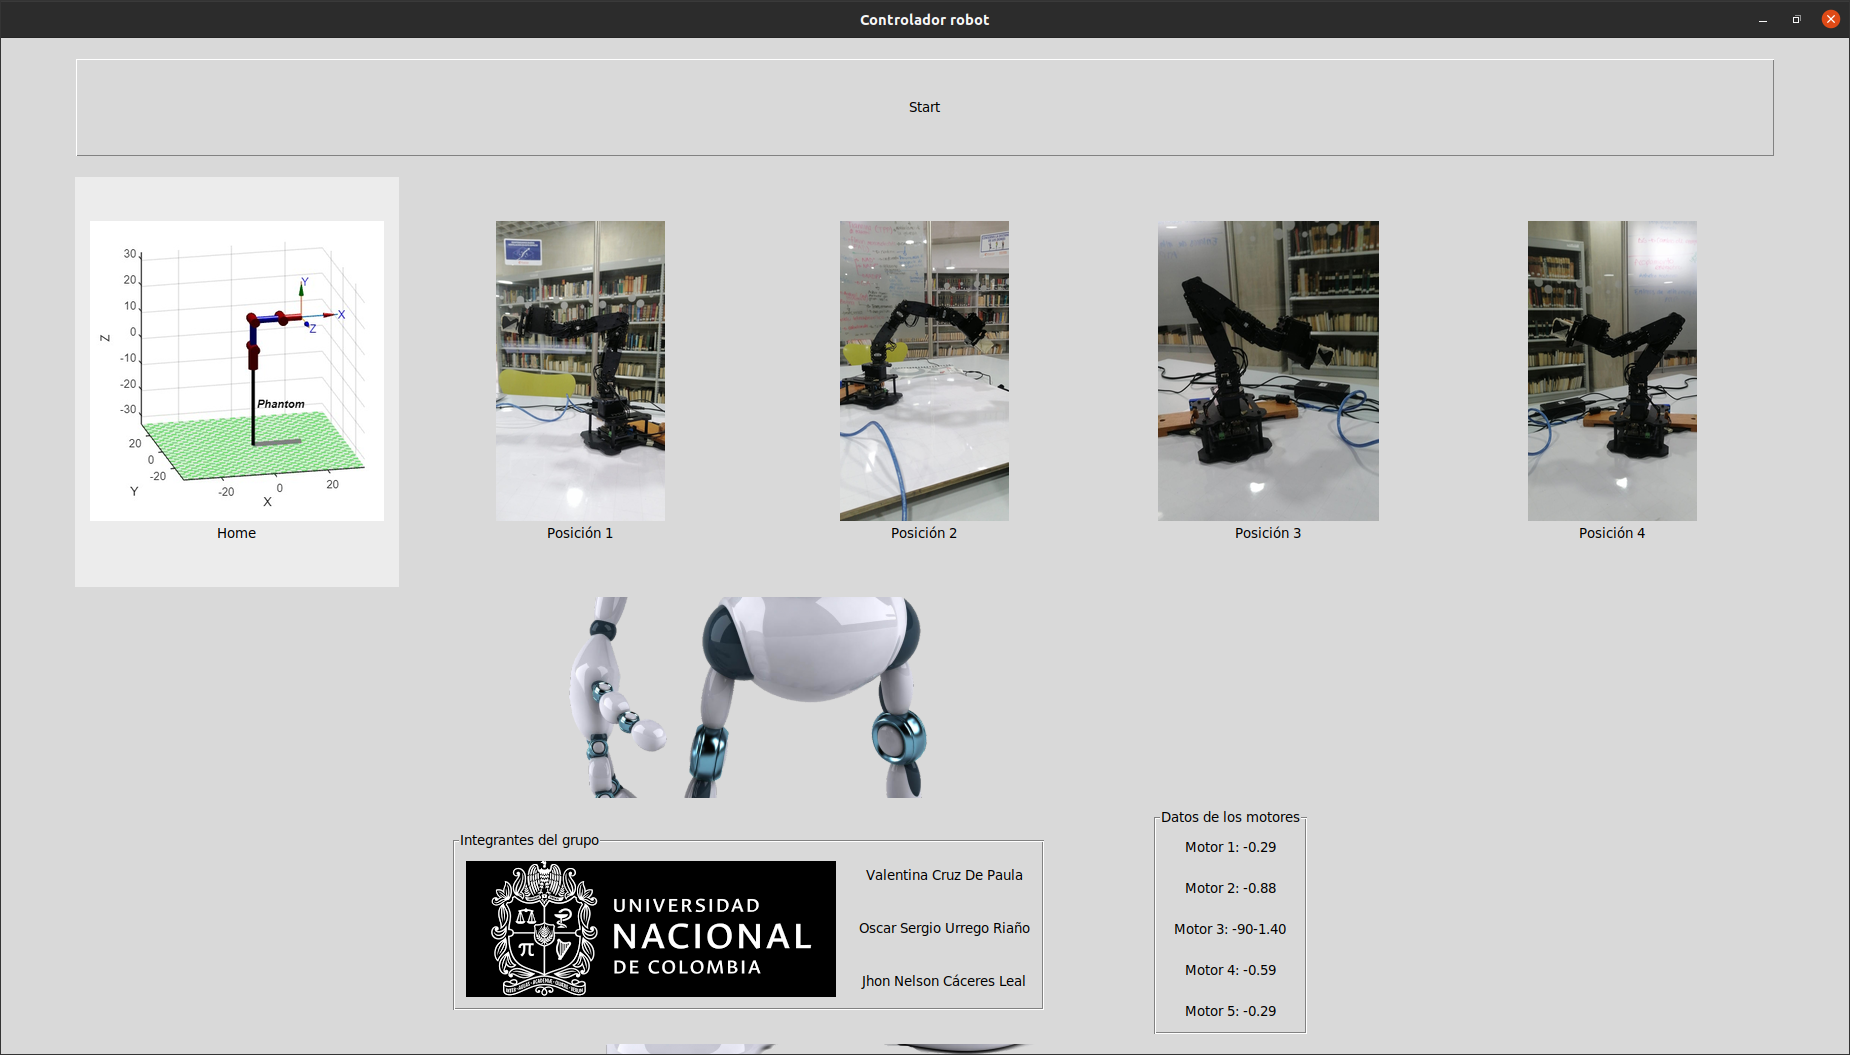 Controlador robot
Start
30
20
10
0
-10
-20
-30
Z
Y
X
Z
Phantom
20
0
-20
Y
-20
0
20
X
Home
Posición 1
Posición 2
Posición 3
Posición 4
Integrantes del grupo
UNIVERSIDAD
NACIONAL
DE COLOMBIA
Valentina Cruz De Paula
Oscar Sergio Urrego Riaño
Jhon Nelson Cáceres Leal
Datos de los motores
Motor 1: -0.29
Motor 2: -0.88
Motor 3: -90-1.40
Motor 4: -0.59
Motor 5: -0.29